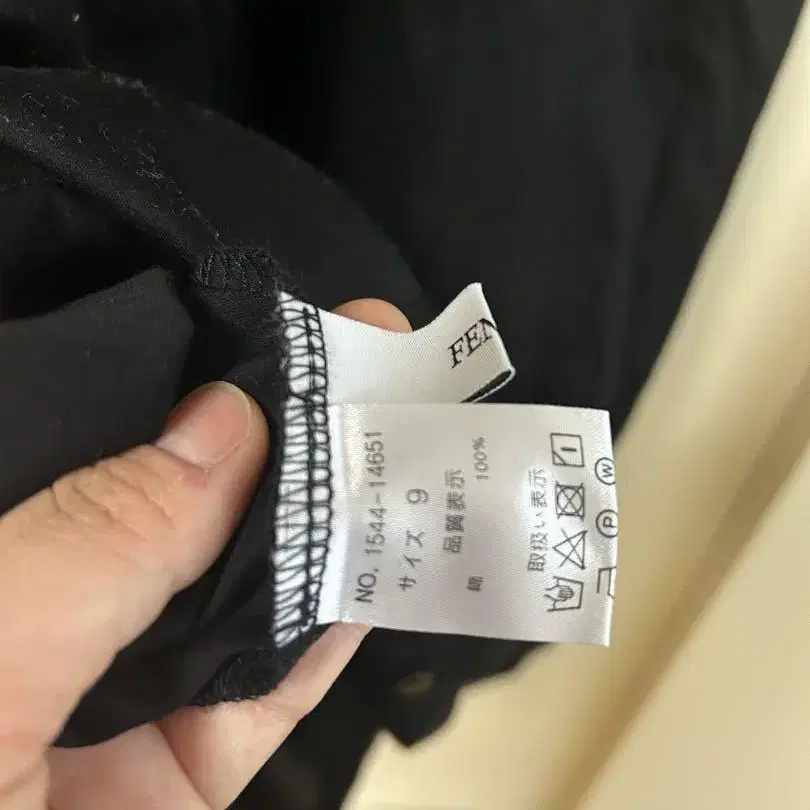 FEN
NO. 1544-14651
サイズ 9
品質表示
綿 100%
取扱い表示
P W